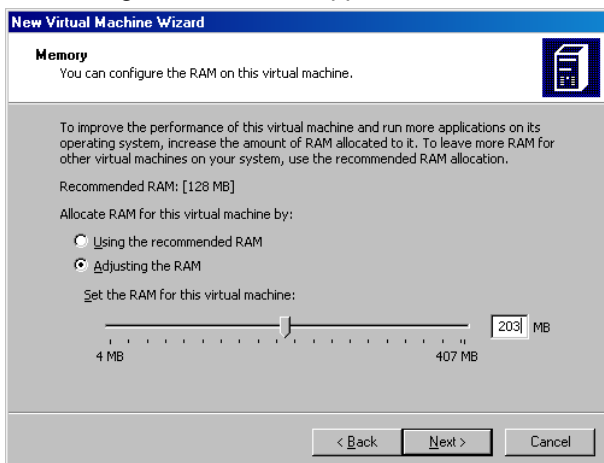 New Virtual Machine Wizard
Memory
You can configure the RAM on this virtual machine.
To improve the performance of this virtual machine and run more applications on its
operating system, increase the amount of RAM allocated to it. To leave more RAM for
other virtual machines on your system, use the recommended RAM allocation.
Recommended RAM: [128 MB]
Allocate RAM for this virtual machine by:
Using the recommended RAM
Adjusting the RAM
Set the RAM for this virtual machine:
203 MB
4 MB 407 MB
< Back Next > Cancel